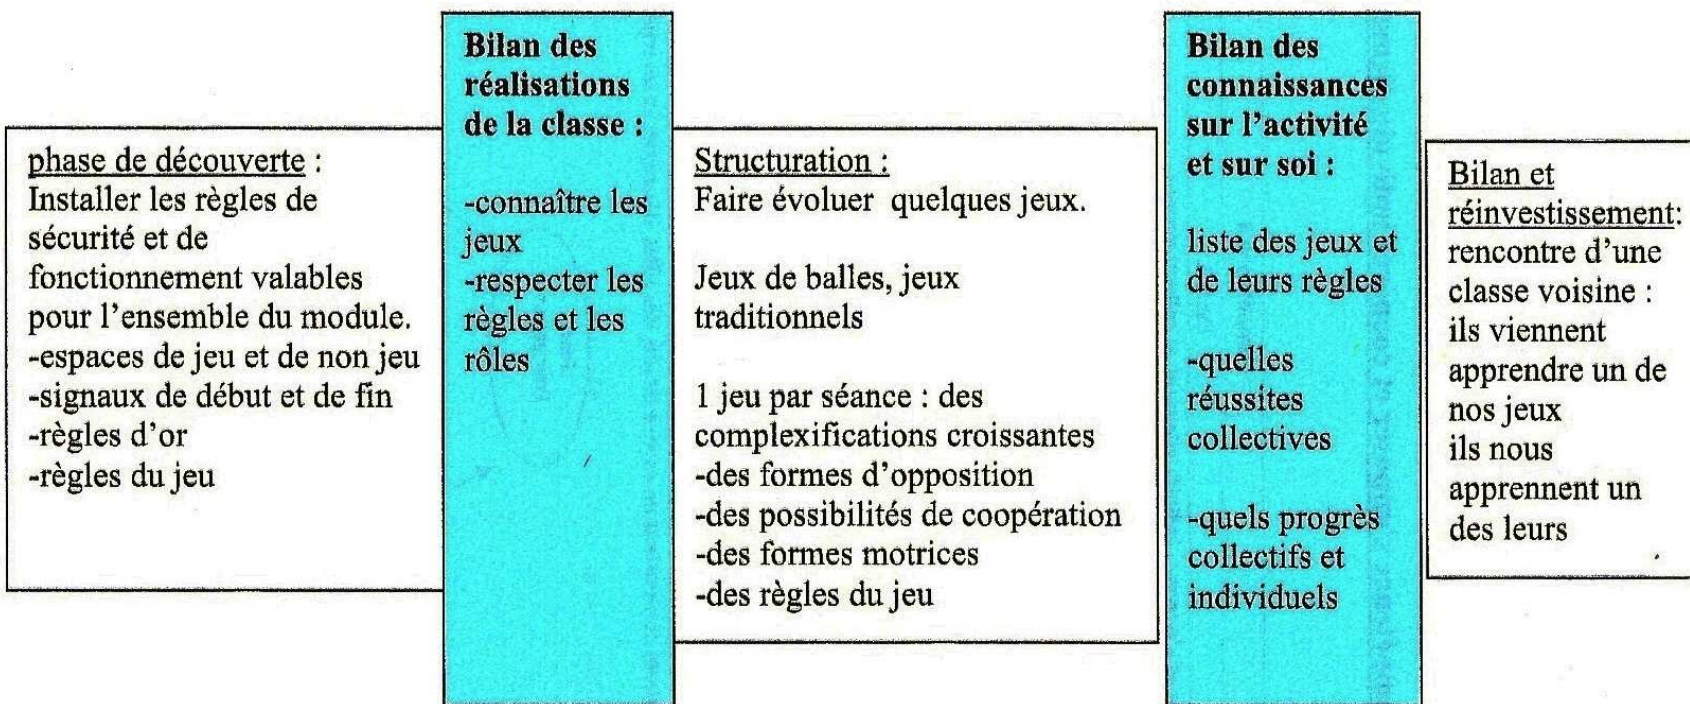 phase de découverte :
Installer les règles de
sécurité et de
fonctionnement valables
pour l'ensemble du module.
-espaces de jeu et de non jeu
-signaux de début et de fin
-règles d'or
-règles du jeu
Bilan des
réalisations
de la classe :
-connaître les
jeux
-respecter les
règles et les
rôles
Structuration :
Faire évoluer quelques jeux.
Jeux de balles, jeux
traditionnels
1 jeu par séance : des
complexifications croissantes
-des formes d'opposition
-des possibilités de coopération
-des formes motrices
-des règles du jeu
Bilan des
connaissances
sur l'activité
et sur soi :
liste des jeux et
de leurs règles
-quelles
réussites
collectives
-quels progrès
collectifs et
individuels
Bilan et
réinvestissement:
rencontre d'une
classe voisine :
ils viennent
apprendre un de
nos jeux
ils nous
apprennent un
des leurs